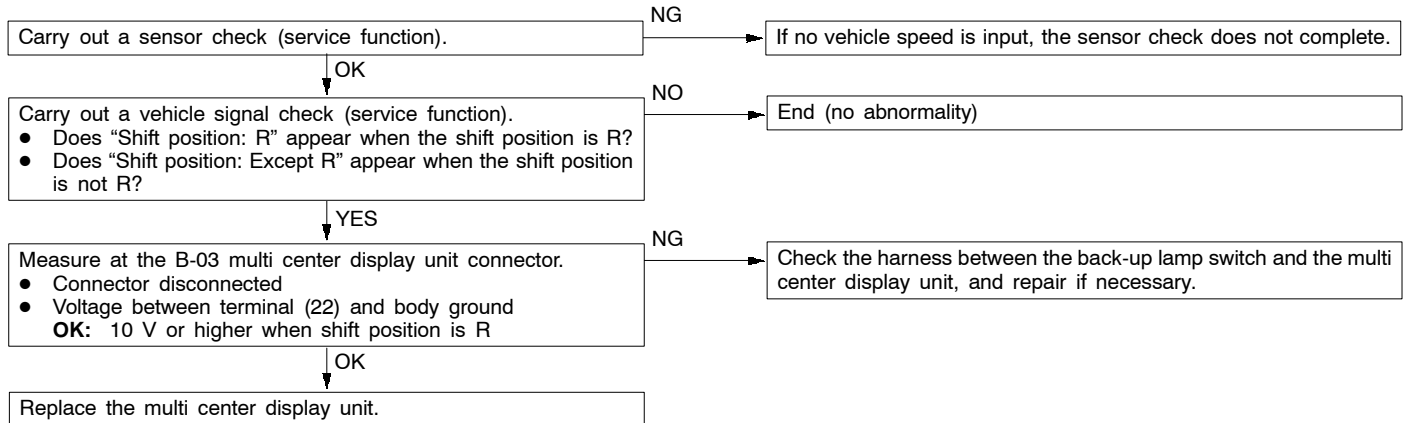 NG
Carry out a sensor check (service function).
If no vehicle speed is input, the sensor check does not complete.
OK
NO
Carry out a vehicle signal check (service function).
● Does “Shift position: R” appear when the shift position is R?
● Does “Shift position: Except R” appear when the shift position
is not R?
End (no abnormality)
YES
NG
Measure at the B-03 multi center display unit connector.
● Connector disconnected
● Voltage between terminal (22) and body ground
OK: 10 V or higher when shift position is R
Check the harness between the back-up lamp switch and the multi
center display unit, and repair if necessary.
OK
Replace the multi center display unit.